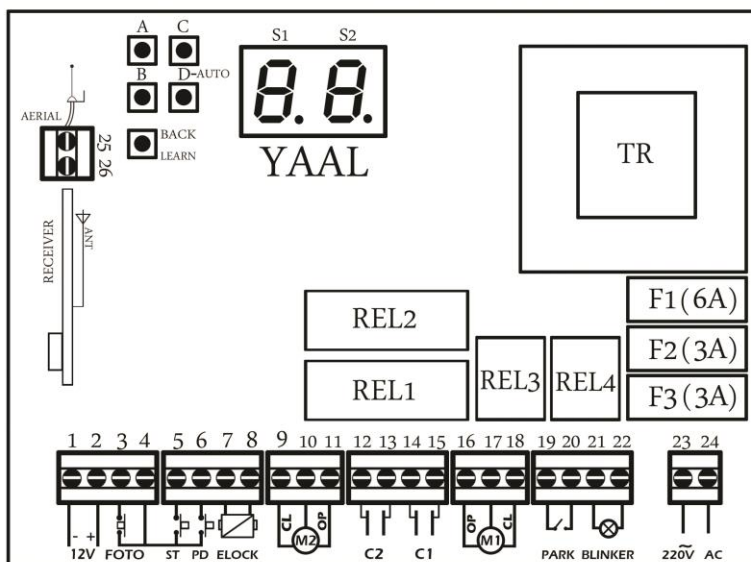 A C
S1 S2
B D-AUTO
AERIAL
BACK
LEARN
25 26
YAAL
TR
RECEIVER
ANT
REL2
REL1
REL3
REL4
F1(6A)
F2(3A)
F3(3A)
1 2 3 4 5 6 7 8 9 10 11 12 13 14 15 16 17 18 19 20 21 22 23 24
- +
CL M2 OP
OP M1 CL
12V FOTO ST PD ELOCK C2 C1 PARK BLINKER 220V AC